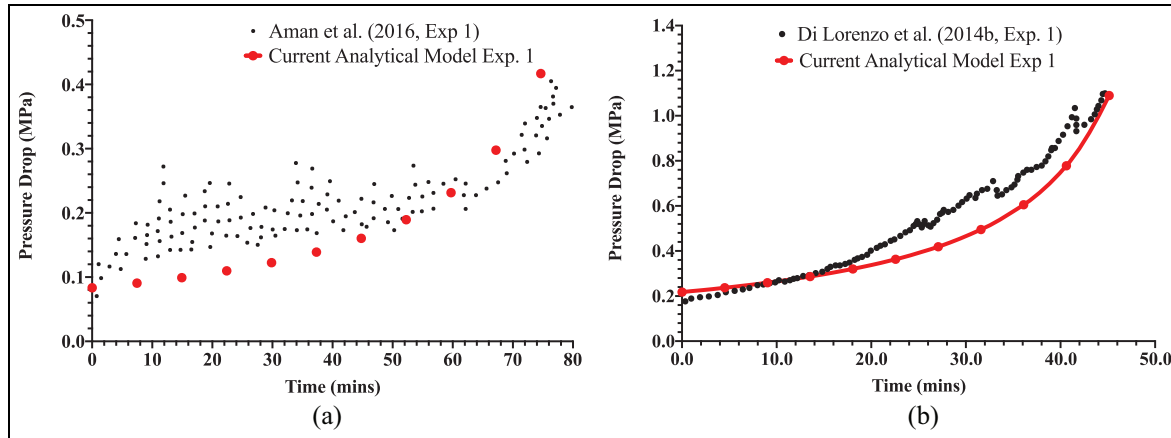 0.5
0.4
0.3
0.2
0.1
0.0
Pressure Drop (MPa)
Aman et al. (2016, Exp 1)
Current Analytical Model Exp. 1
0 10 20 30 40 50 60 70 80
Time (mins)
(a)
1.4
1.2
1.0
0.8
0.6
0.4
0.2
0.0
Pressure Drop (MPa)
Di Lorenzo et al. (2014b, Exp. 1)
Current Analytical Model Exp 1
0.0 10.0 20.0 30.0 40.0 50.0
Time (mins)
(b)